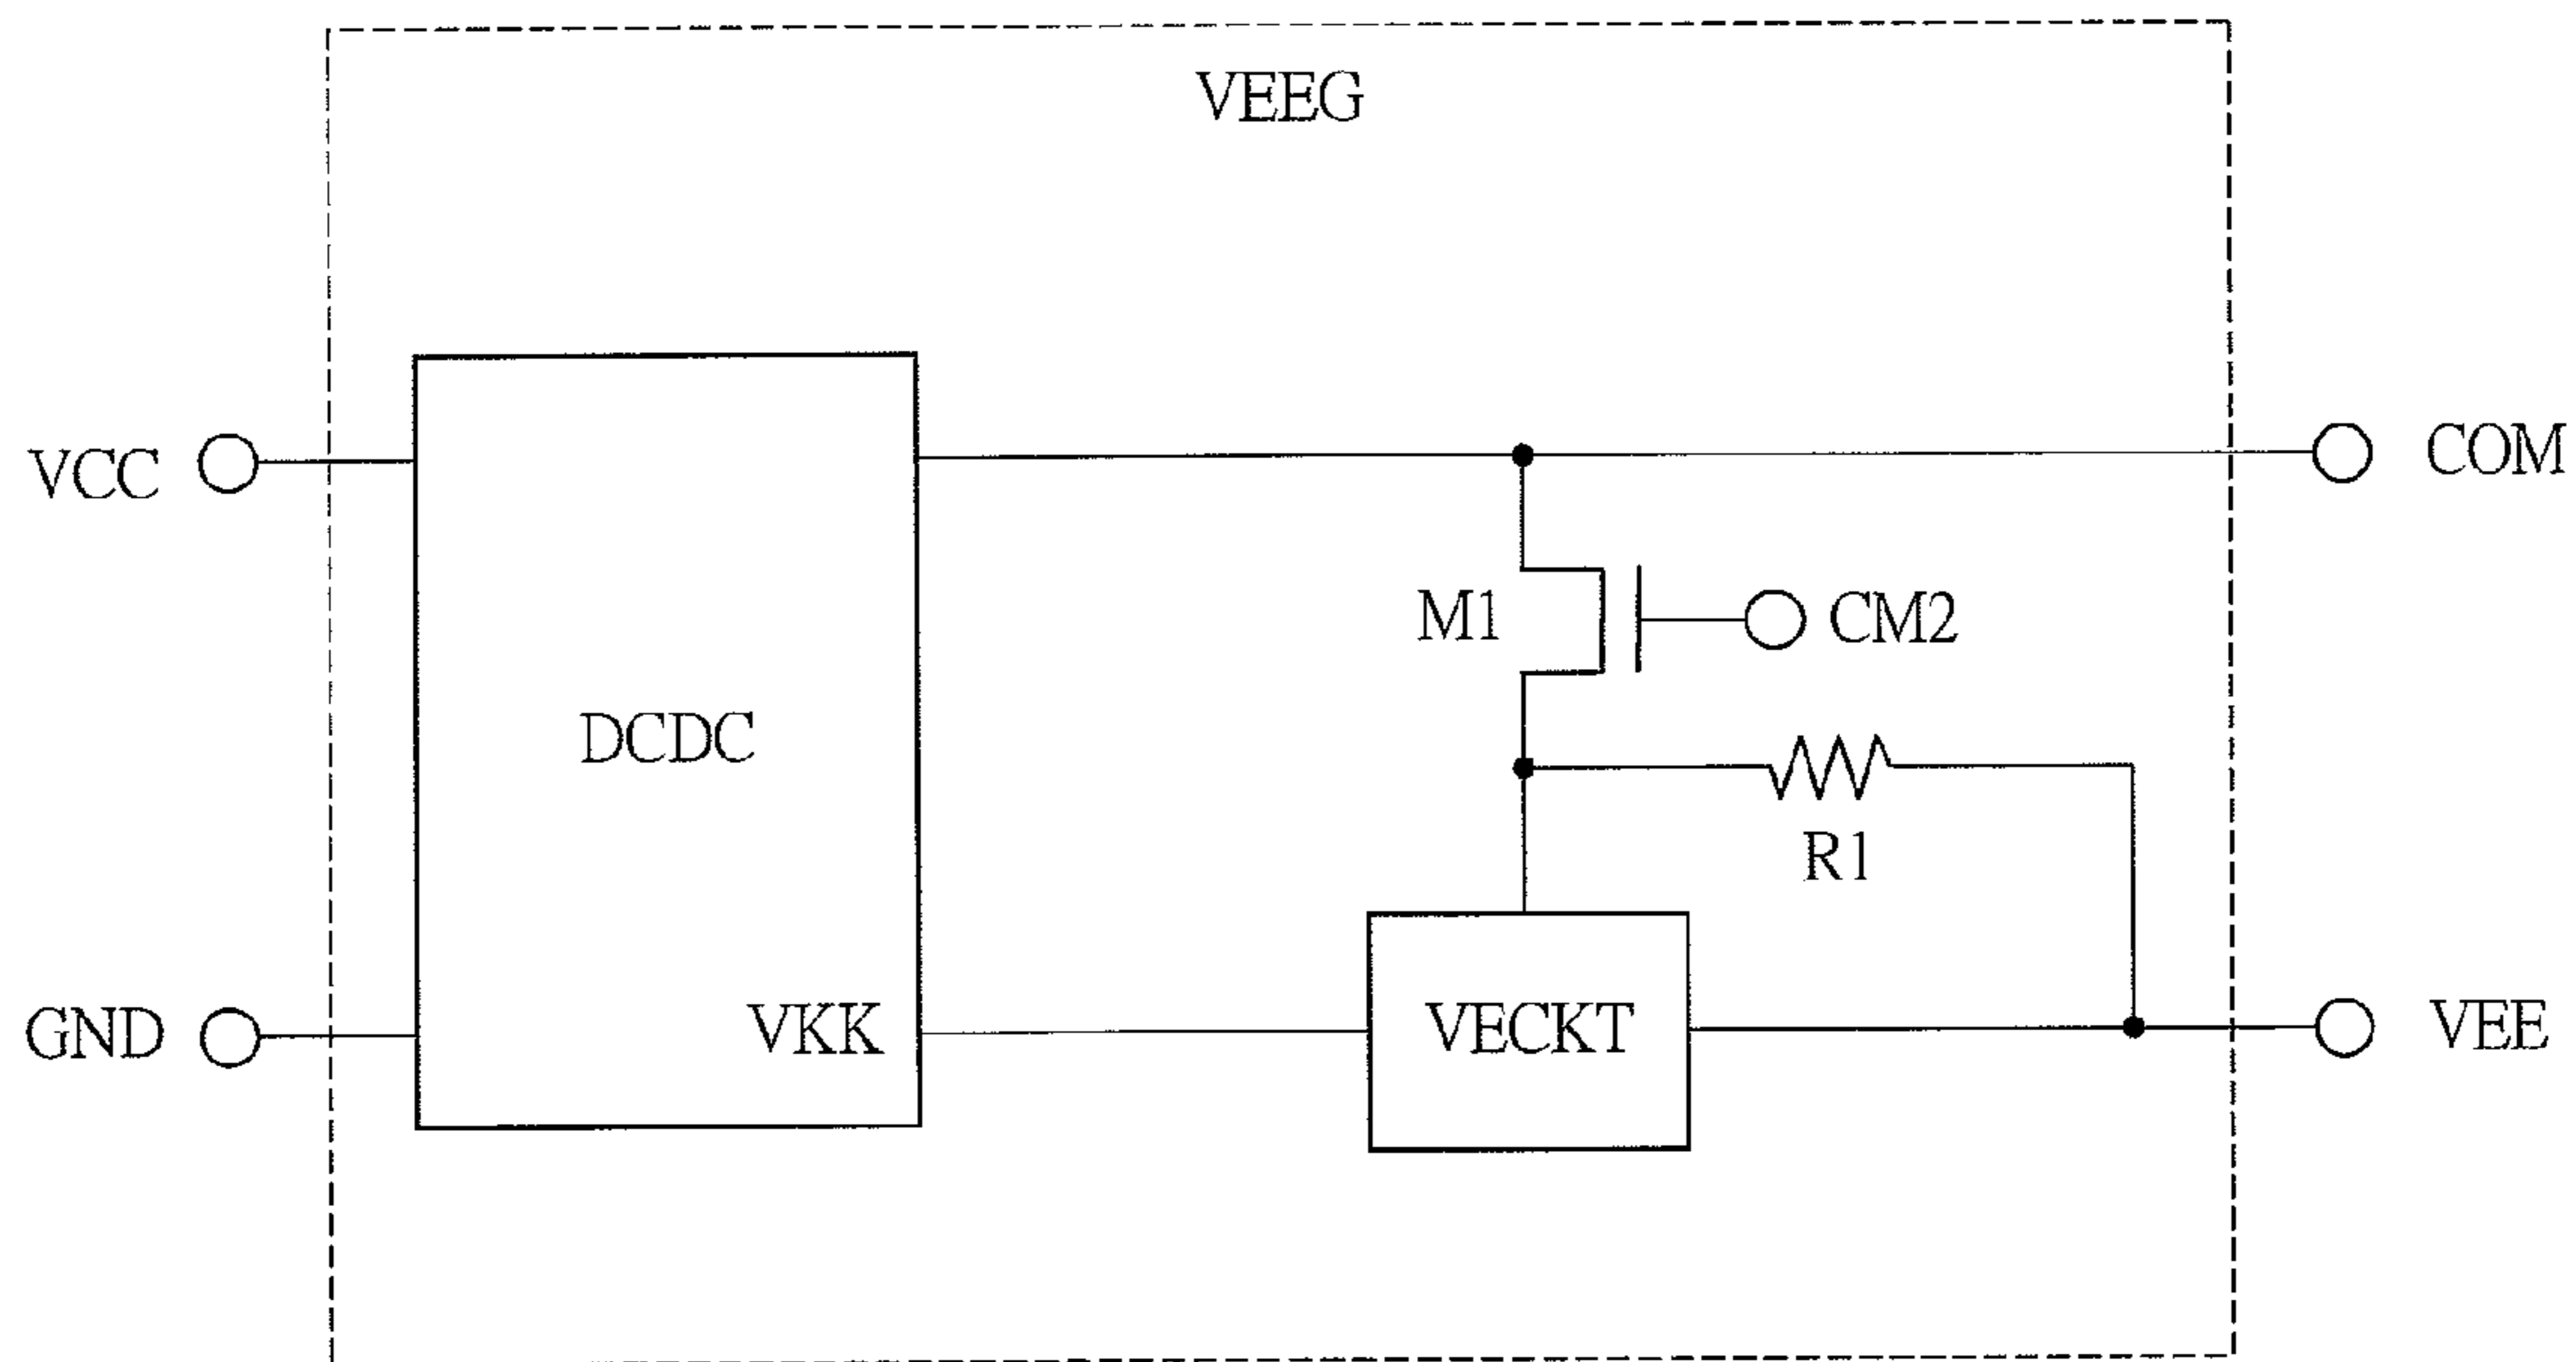 VEEG
VCC
COM
M1
CM2
DCDC
R1
GND
VKK
VECKT
VEE